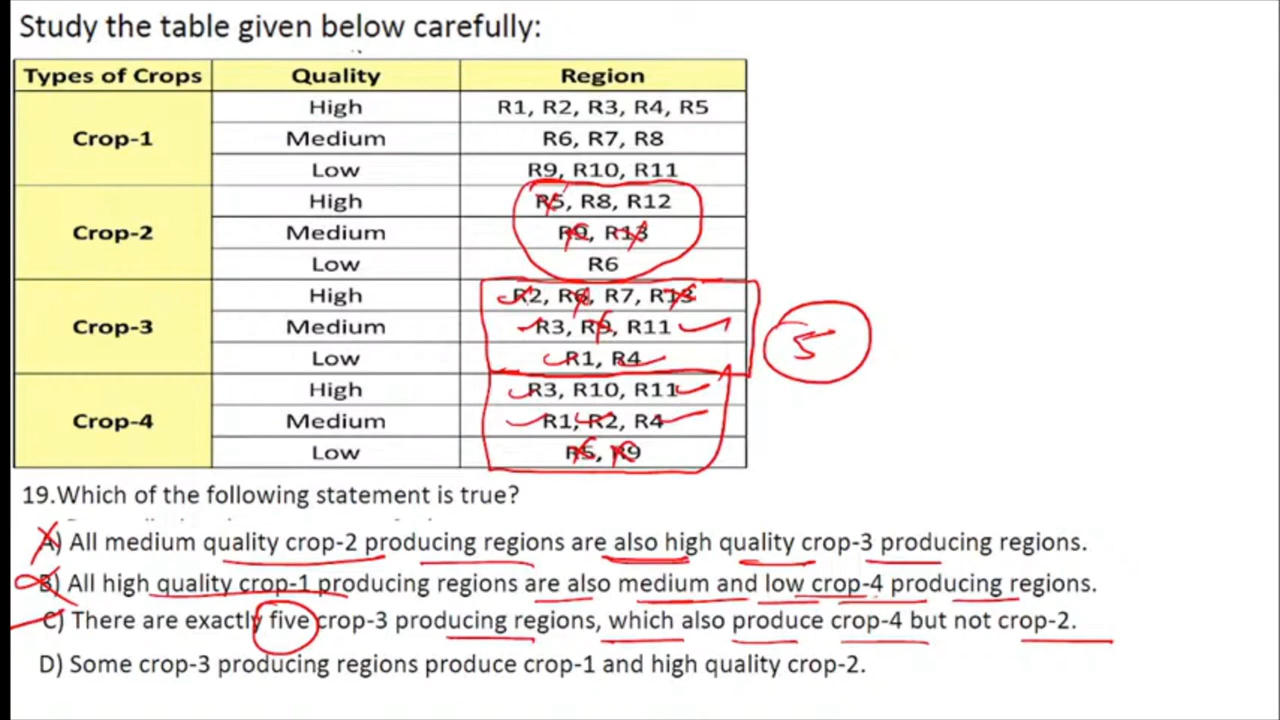 Study the table given below carefully:
Types of Crops Quality Region
Crop-1 High R1, R2, R3, R4, R5
Medium R6, R7, R8
Low R9, R10, R11
Crop-2 High R5, R8, R12
Medium R9, R13
Low R6
Crop-3 High R2, R7, R13
Medium R3, R9, R11
Low R1, R4
Crop-4 High R3, R10, R11
Medium R1, R2, R4
Low R5, R9
5
19.Which of the following statement is true?
A) All medium quality crop-2 producing regions are also high quality crop-3 producing regions.
B) All high quality crop-1 producing regions are also medium and low crop-4 producing regions.
C) There are exactly five crop-3 producing regions, which also produce crop-4 but not crop-2.
D) Some crop-3 producing regions produce crop-1 and high quality crop-2.